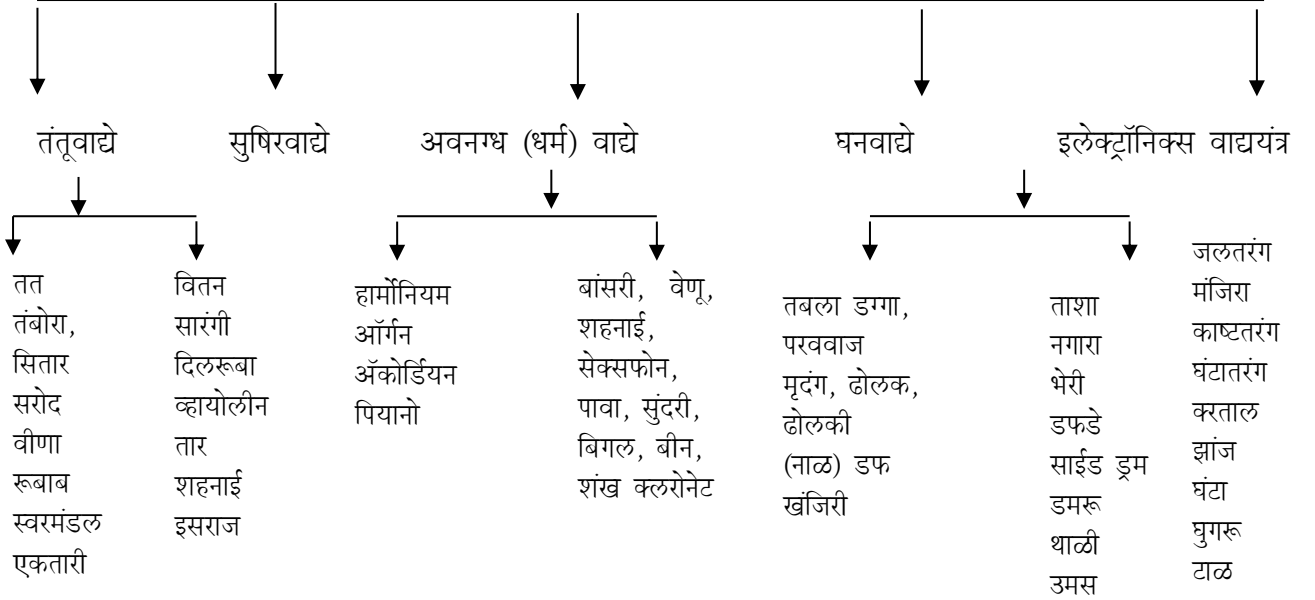 तंतूवाद्ये सुषिरवाद्ये अवनग्ध (धर्म) वाद्ये घनवाद्ये इलेक्ट्रॉनिक्स वाद्ययंत्र
तत
तंबोरा,
सितार
सरोद
वीणा
रूबाब
स्वरमंडल
एकतारी
वितन
सारंगी
दिलरूबा
व्हायोलीन
तार
शहनाई
इसराज
हार्मोनियम
ऑर्गन
ॲकोर्डियन
पियानो
बांसरी, वेणू,
शहनाई,
सेक्सफोन,
पावा, सुंदरी,
बिगल, बीन,
शंख क्लरोनेट
तबला डग्गा,
परववाज
मृदंग, ढोलक,
ढोलकी
(नाळ) डफ
खंजिरी
ताशा
नगारा
भेरी
डफडे
साईड ड्रम
डमरू
थाळी
उमस
जलतरंग
मंजिरा
काष्टतरंग
घंटातरंग
करताल
झांज
घंटा
घुगरू
टाळ